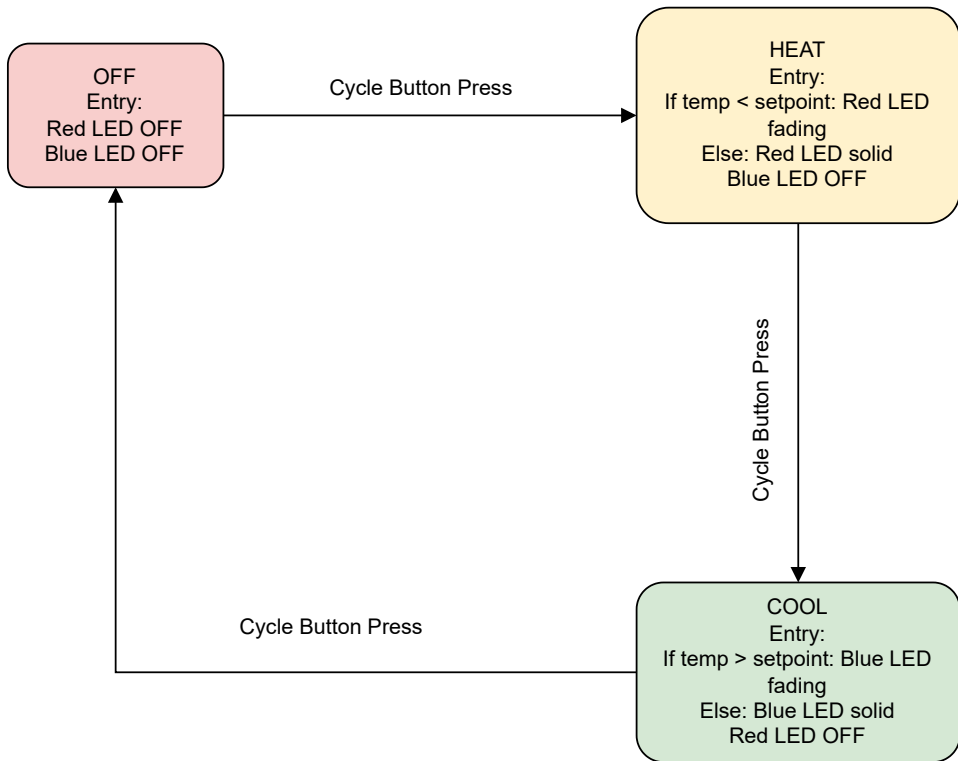 OFF
Entry:
Red LED OFF
Blue LED OFF
Cycle Button Press
HEAT
Entry:
If temp < setpoint: Red LED
fading
Else: Red LED solid
Blue LED OFF
Cycle Button Press
COOL
Entry:
If temp > setpoint: Blue LED
fading
Else: Blue LED solid
Red LED OFF
Cycle Button Press